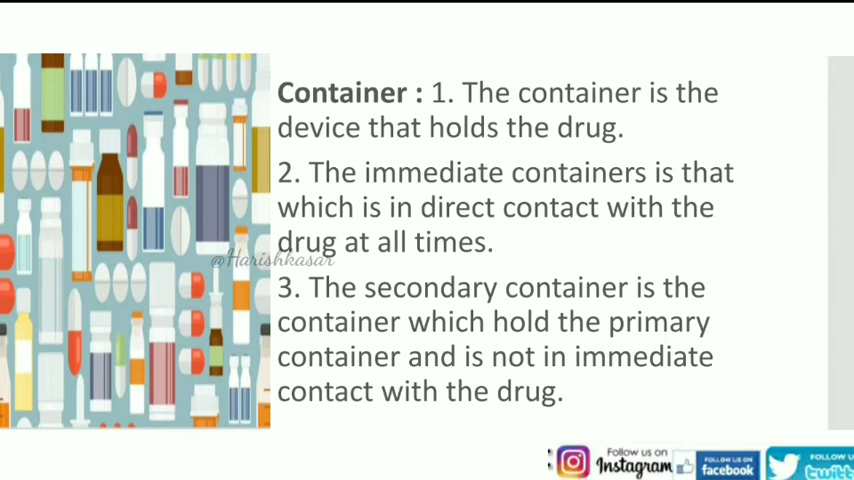 Container : 1. The container is the
device that holds the drug.
2. The immediate containers is that
which is in direct contact with the
drug at all times.
@Harishkasar
3. The secondary container is the
container which hold the primary
container and is not in immediate
contact with the drug.
Follow us on
Instagram
FOLLOW US ON
facebook
FOLLOW U
twitt